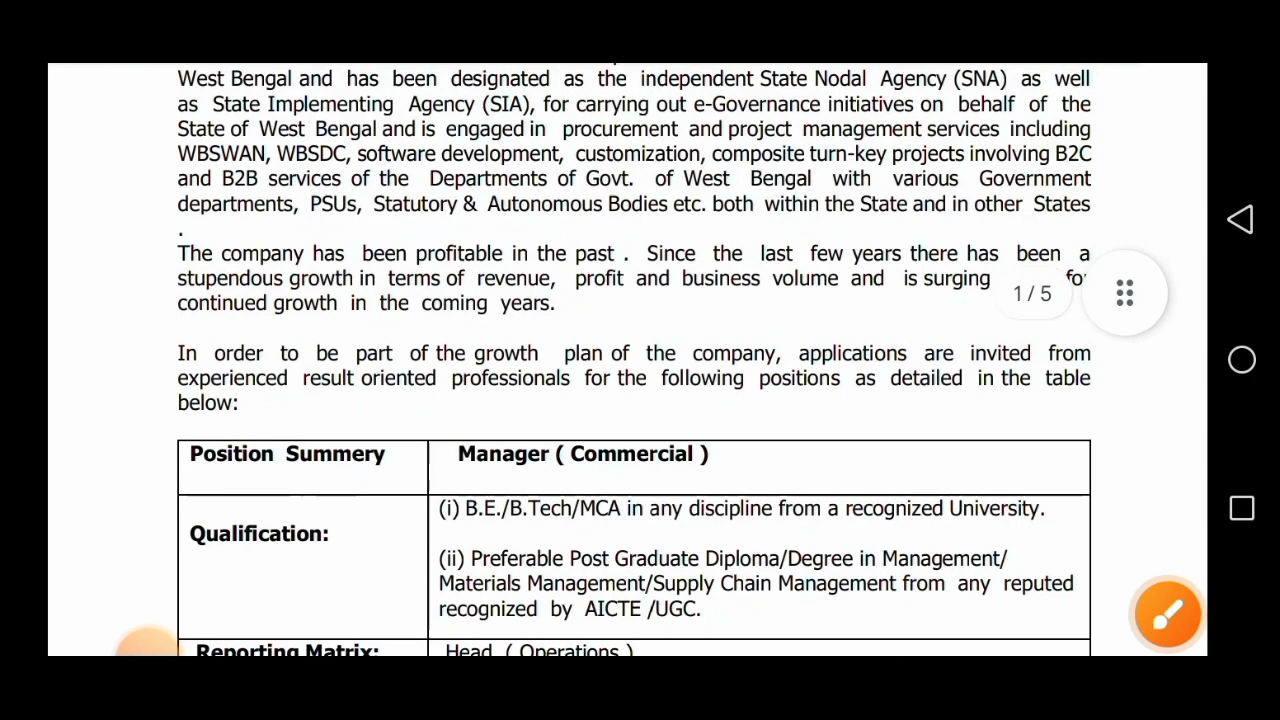 West Bengal and has been designated as the independent State Nodal Agency (SNA) as well
as State Implementing Agency (SIA), for carrying out e-Governance initiatives on behalf of the
State of West Bengal and is engaged in procurement and project management services including
WBSWAN, WBSDC, software development, customization, composite turn-key projects involving B2C
and B2B services of the Departments of Govt. of West Bengal with various Government
departments, PSUs, Statutory & Autonomous Bodies etc. both within the State and in other States
.
The company has been profitable in the past . Since the last few years there has been a
stupendous growth in terms of revenue, profit and business volume and is surging for
continued growth in the coming years.
1 / 5
In order to be part of the growth plan of the company, applications are invited from
experienced result oriented professionals for the following positions as detailed in the table
below:
Position Summery
Manager ( Commercial )
Qualification:
(i) B.E./B.Tech/MCA in any discipline from a recognized University.
(ii) Preferable Post Graduate Diploma/Degree in Management/
Materials Management/Supply Chain Management from any reputed
recognized by AICTE /UGC.
Reporting Matrix:
Head ( Operations )